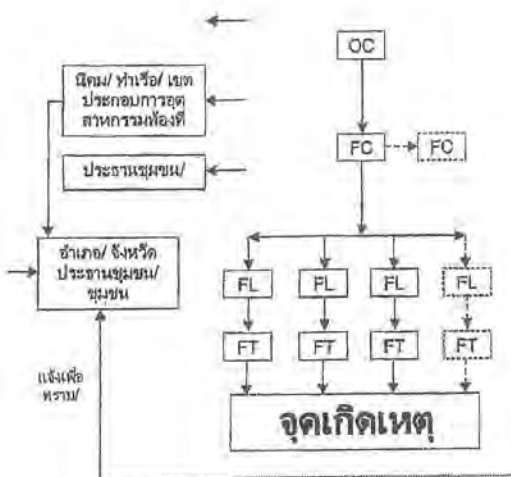 OC
นิคม/ ท่าเรือ/ เขต
ประกอบการอุต
สาหกรรมท้องที่
FC
FC
ประธานชุมชน/
อำเภอ/ จังหวัด
ประธานชุมชน/
ชุมชน
FL
FL
FL
FL
FT
FT
FT
FT
แจ้งเพื่อ
ทราบ/
จุดเกิดเหตุ